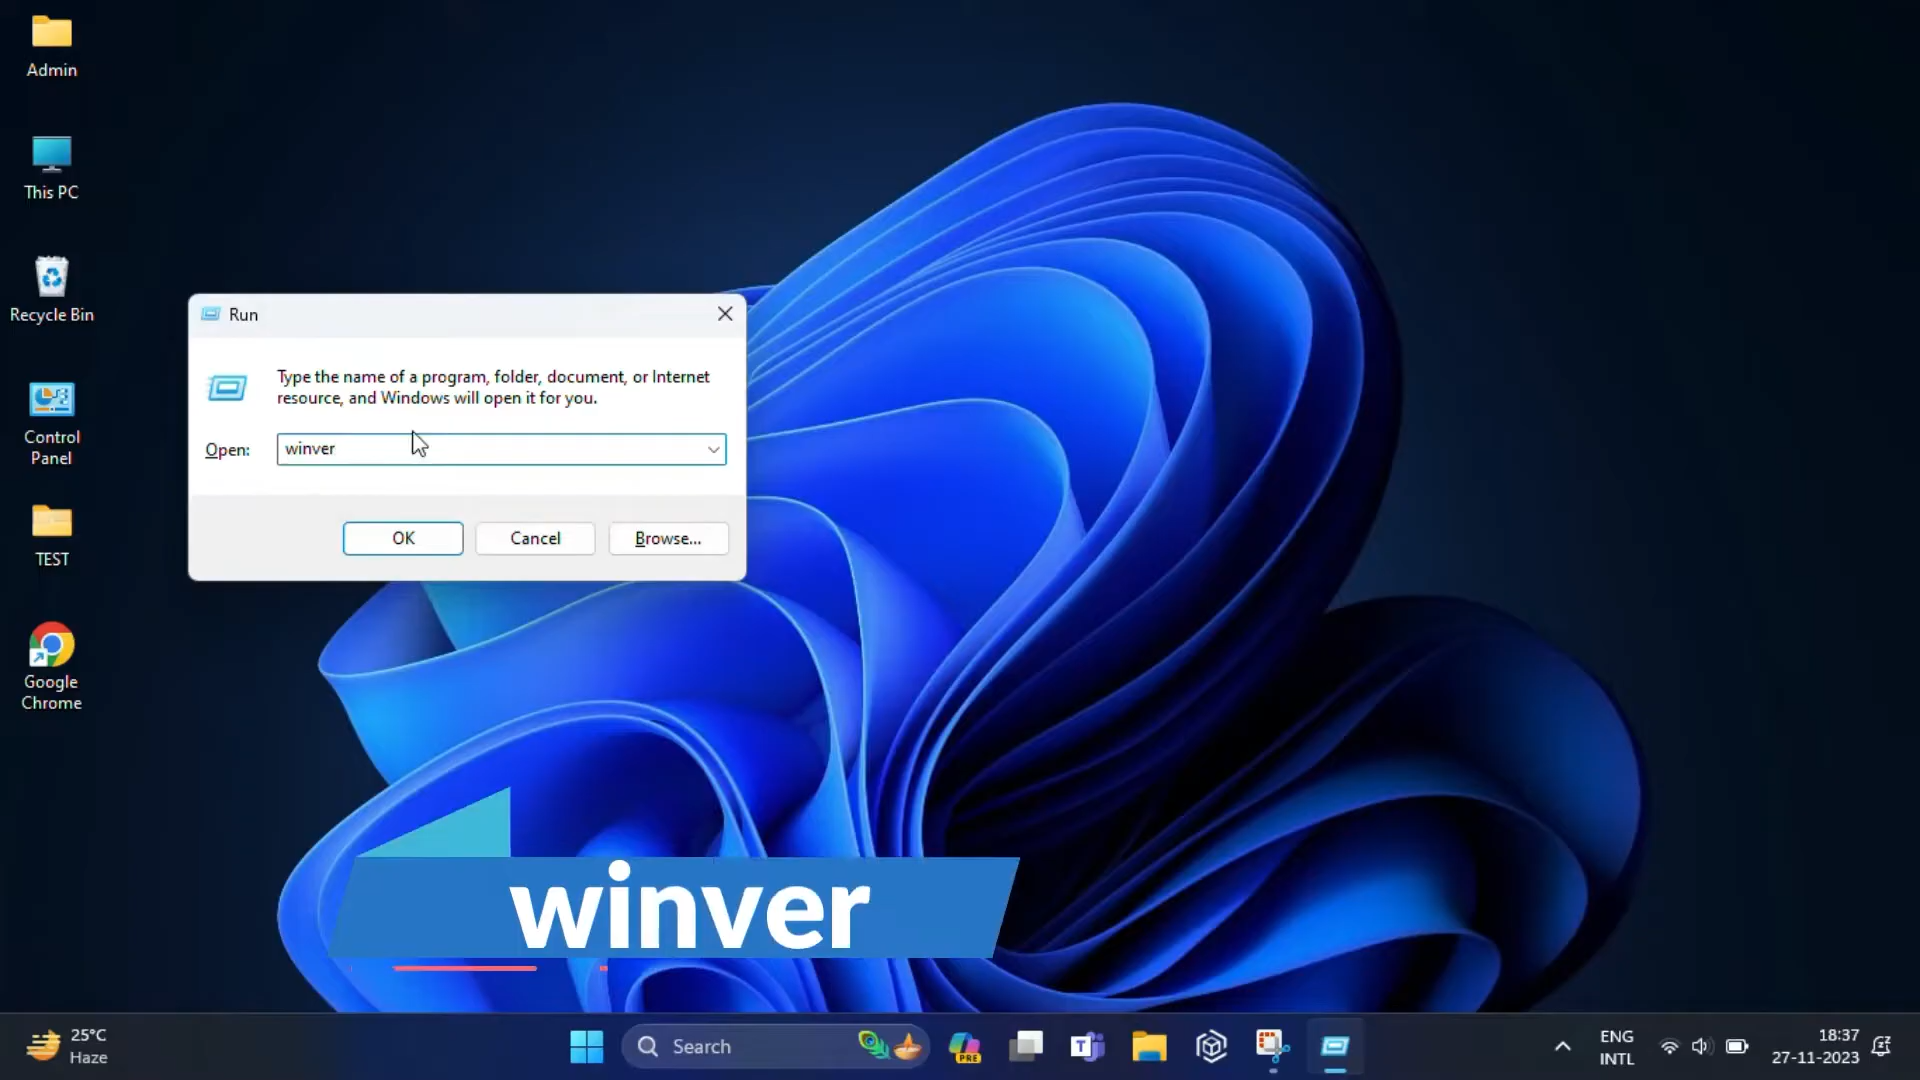 Admin
This PC
Recycle Bin
Control
Panel
TEST
Google
Chrome
Run
Type the name of a program, folder, document, or Internet
resource, and Windows will open it for you.
Open: winver
OK Cancel Browse...
winver
25°C
Haze
Search
PRE
T
ENG
INTL
18:37
27-11-2023